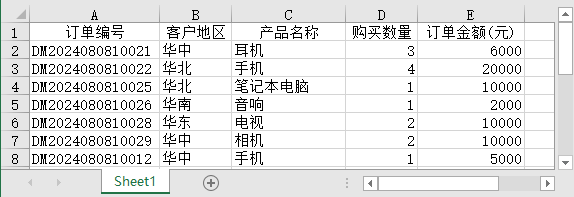 A B C D E
1 订单编号 客户地区 产品名称 购买数量 订单金额(元)
2 DM2024080810021 华中 耳机 3 6000
3 DM2024080810022 华北 手机 4 20000
4 DM2024080810025 华北 笔记本电脑 1 10000
5 DM2024080810026 华南 音响 1 2000
6 DM2024080810028 华东 电视 2 10000
7 DM2024080810029 华中 相机 2 10000
8 DM2024080810012 华中 手机 1 5000
Sheet1